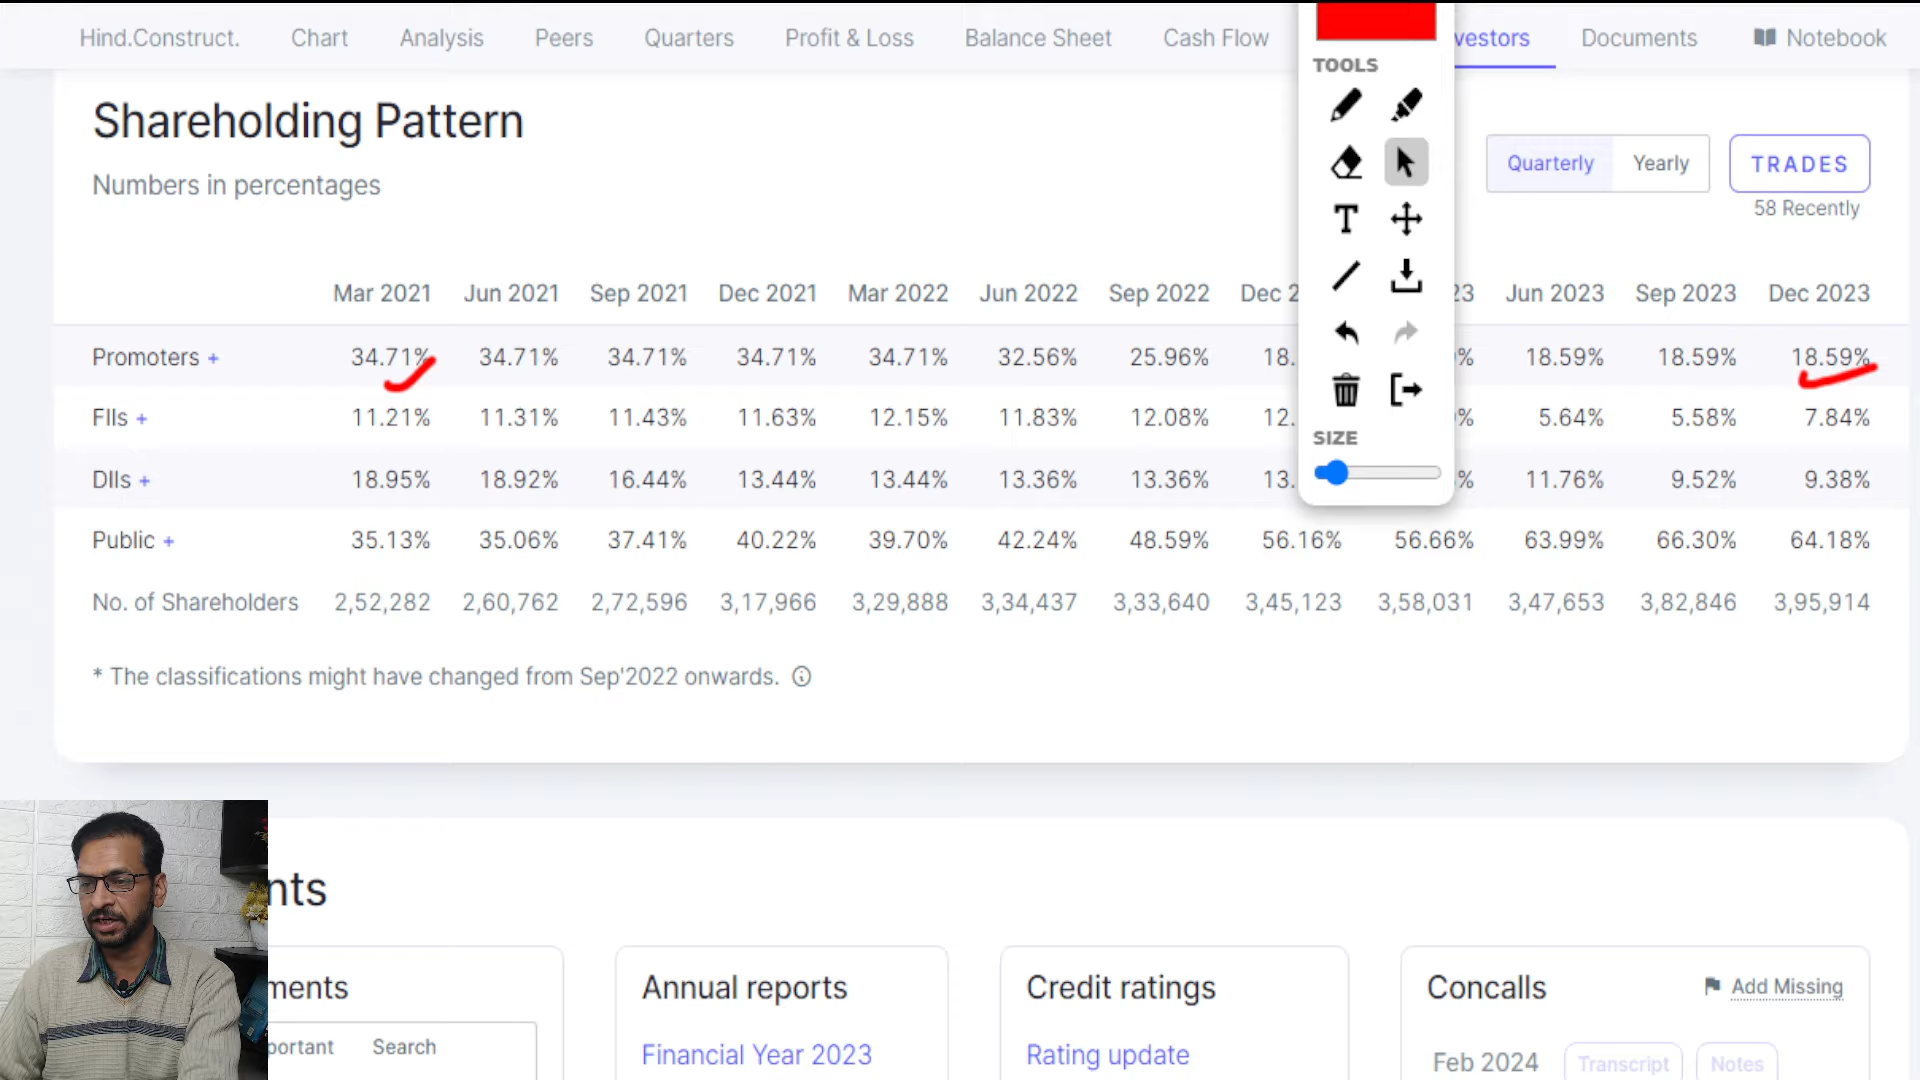 Hind.Construct. Chart Analysis Peers Quarters Profit & Loss Balance Sheet Cash Flow vestors Documents Notebook
TOOLS
Shareholding Pattern
Numbers in percentages
Quarterly Yearly TRADES
58 Recently
Mar 2021 Jun 2021 Sep 2021 Dec 2021 Mar 2022 Jun 2022 Sep 2022 Dec 2 23 Jun 2023 Sep 2023 Dec 2023
Promoters + 34.71% 34.71% 34.71% 34.71% 34.71% 32.56% 25.96% 18. % 18.59% 18.59% 18.59%
FIIs + 11.21% 11.31% 11.43% 11.63% 12.15% 11.83% 12.08% 12. % 5.64% 5.58% 7.84%
SIZE
DIIs + 18.95% 18.92% 16.44% 13.44% 13.44% 13.36% 13.36% 13. % 11.76% 9.52% 9.38%
Public + 35.13% 35.06% 37.41% 40.22% 39.70% 42.24% 48.59% 56.16% 56.66% 63.99% 66.30% 64.18%
No. of Shareholders 2,52,282 2,60,762 2,72,596 3,17,966 3,29,888 3,34,437 3,33,640 3,45,123 3,58,031 3,47,653 3,82,846 3,95,914
* The classifications might have changed from Sep'2022 onwards.
nts
ments Annual reports Credit ratings Concalls Add Missing
portant Search Financial Year 2023 Rating update Feb 2024 Transcript Notes